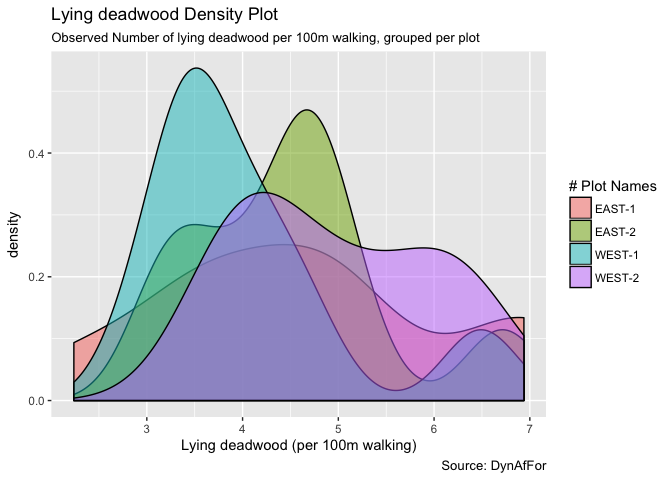 Lying deadwood Density Plot
Observed Number of lying deadwood per 100m walking, grouped per plot
density
0.4
0.2
0.0
3 4 5 6 7
Lying deadwood (per 100m walking)
Source: DynAfFor
# Plot Names
EAST-1
EAST-2
WEST-1
WEST-2